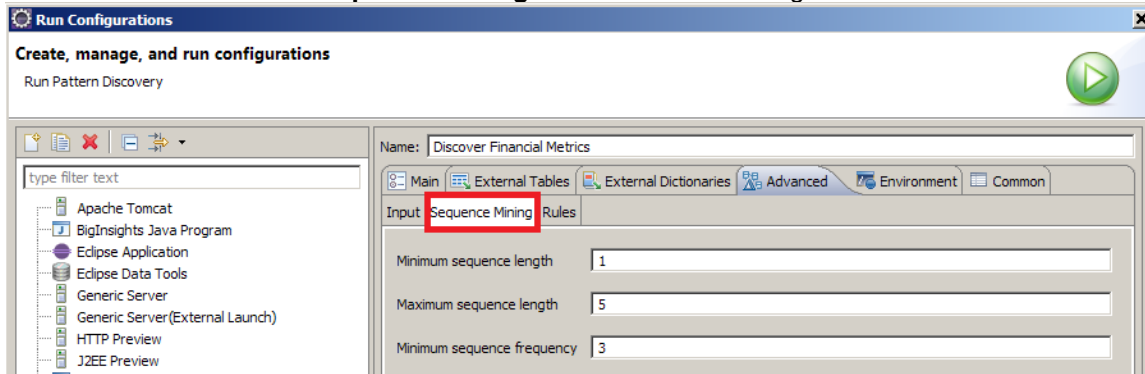 Run Configurations
Create, manage, and run configurations
Run Pattern Discovery
type filter text
Apache Tomcat
BigInsights Java Program
Eclipse Application
Eclipse Data Tools
Generic Server
Generic Server(External Launch)
HTTP Preview
J2EE Preview
Name: Discover Financial Metrics
Main External Tables External Dictionaries Advanced Environment Common
Input Sequence Mining Rules
Minimum sequence length 1
Maximum sequence length 5
Minimum sequence frequency 3